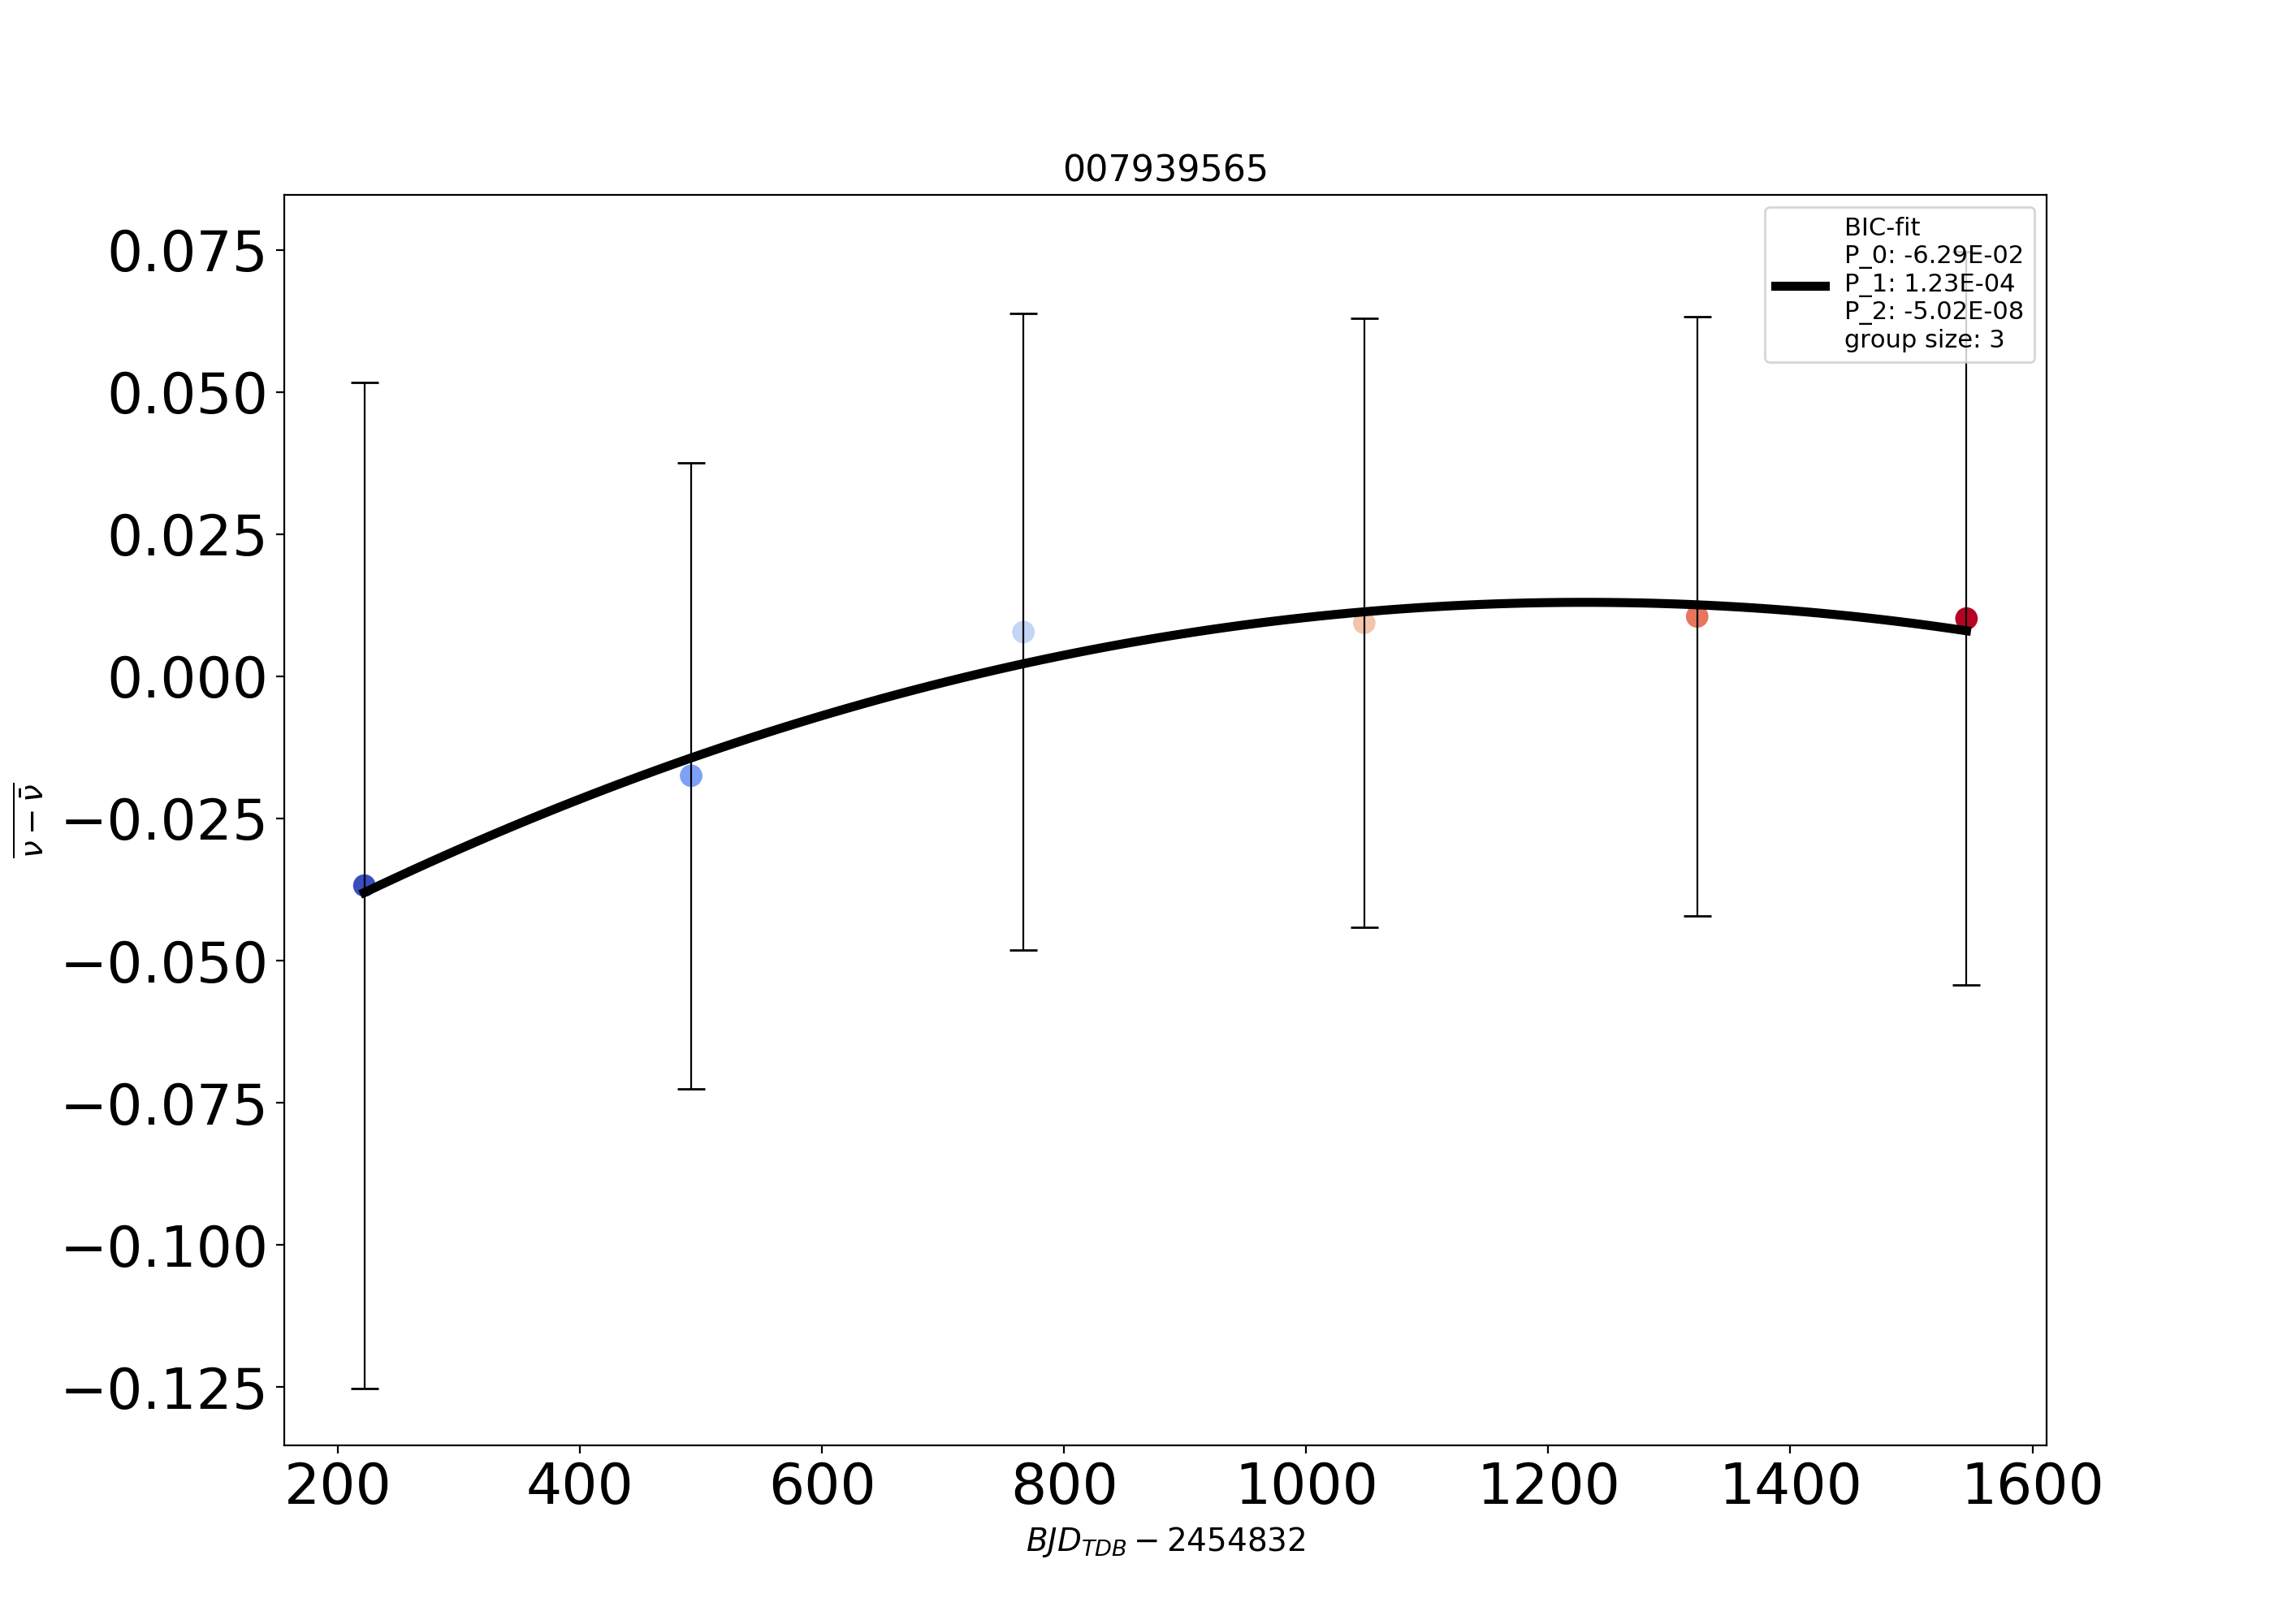 007939565
BIC-fit
P_0: -6.29E-02
P_1: 1.23E-04
P_2: -5.02E-08
group size: 3
0.075
0.050
0.025
0.000
−0.025
−0.050
−0.075
−0.100
−0.125
ν − ν̄
200 400 600 800 1000 1200 1400 1600
BJD_TDB − 2454832